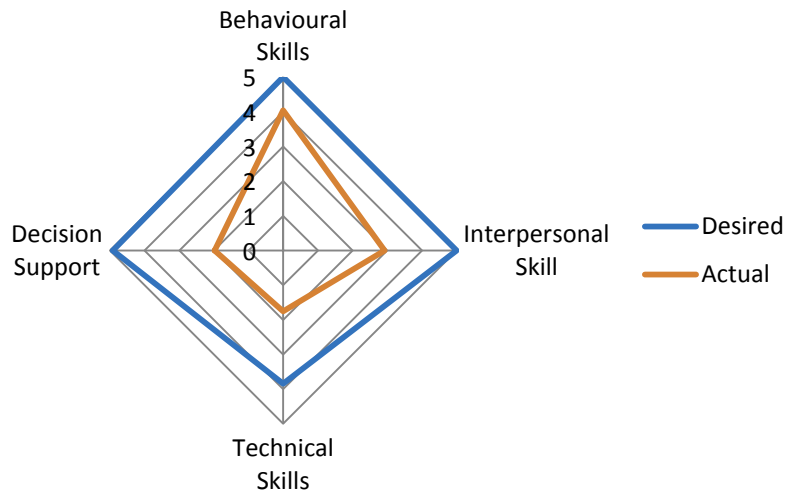 Behavioural
Skills
5
4
3
2
1
0
Decision
Support
Interpersonal
Skill
Desired
Actual
Technical
Skills